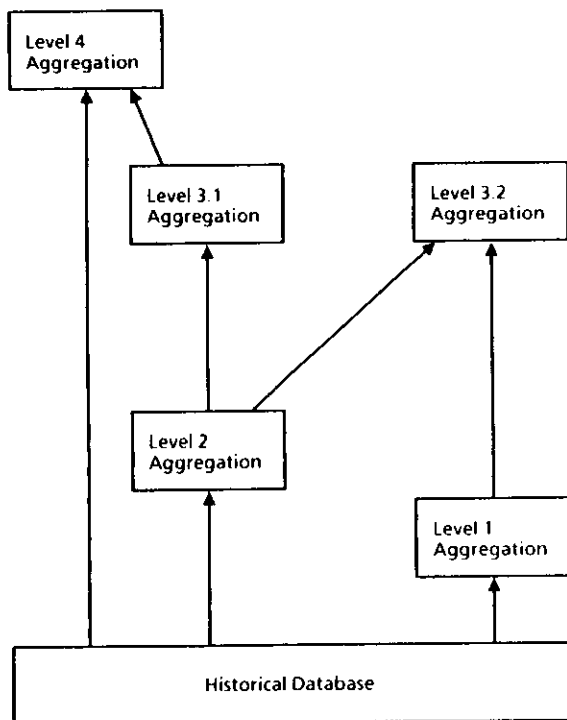 Level 4
Aggregation
Level 3.1
Aggregation
Level 3.2
Aggregation
Level 2
Aggregation
Level 1
Aggregation
Historical Database